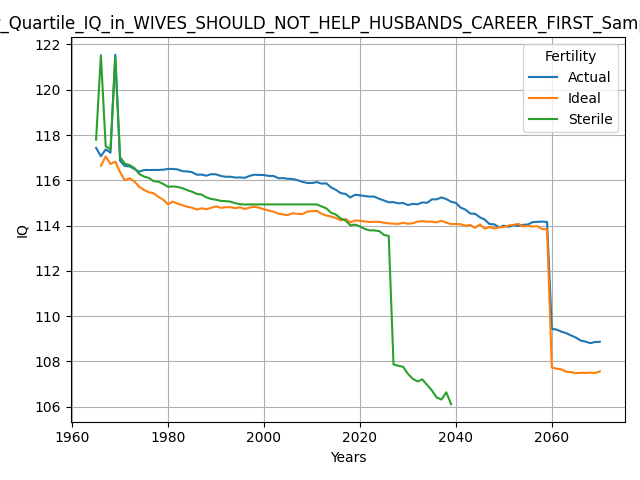 _Quartile_IQ_in_WIVES_SHOULD_NOT_HELP_HUSBANDS_CAREER_FIRST_Sam
122
120
118
116
114
112
110
108
106
IQ
Fertility
Actual
Ideal
Sterile
1960
1980
2000
2020
2040
2060
Years